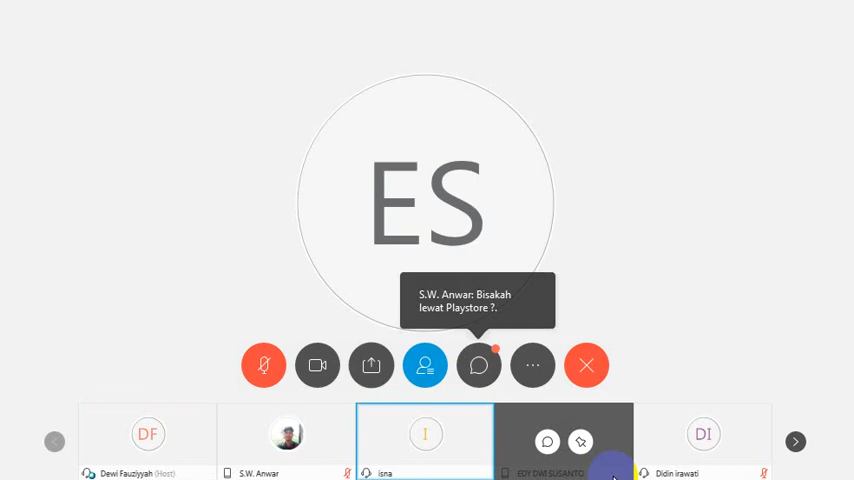 ES
S.W. Anwar: Bisakah
lewat Playstore ?.
DF
I
DI
Dewi Fauziyyah (Host)
S.W. Anwar
isna
EDY DWI SUSANTO
Didin irawati